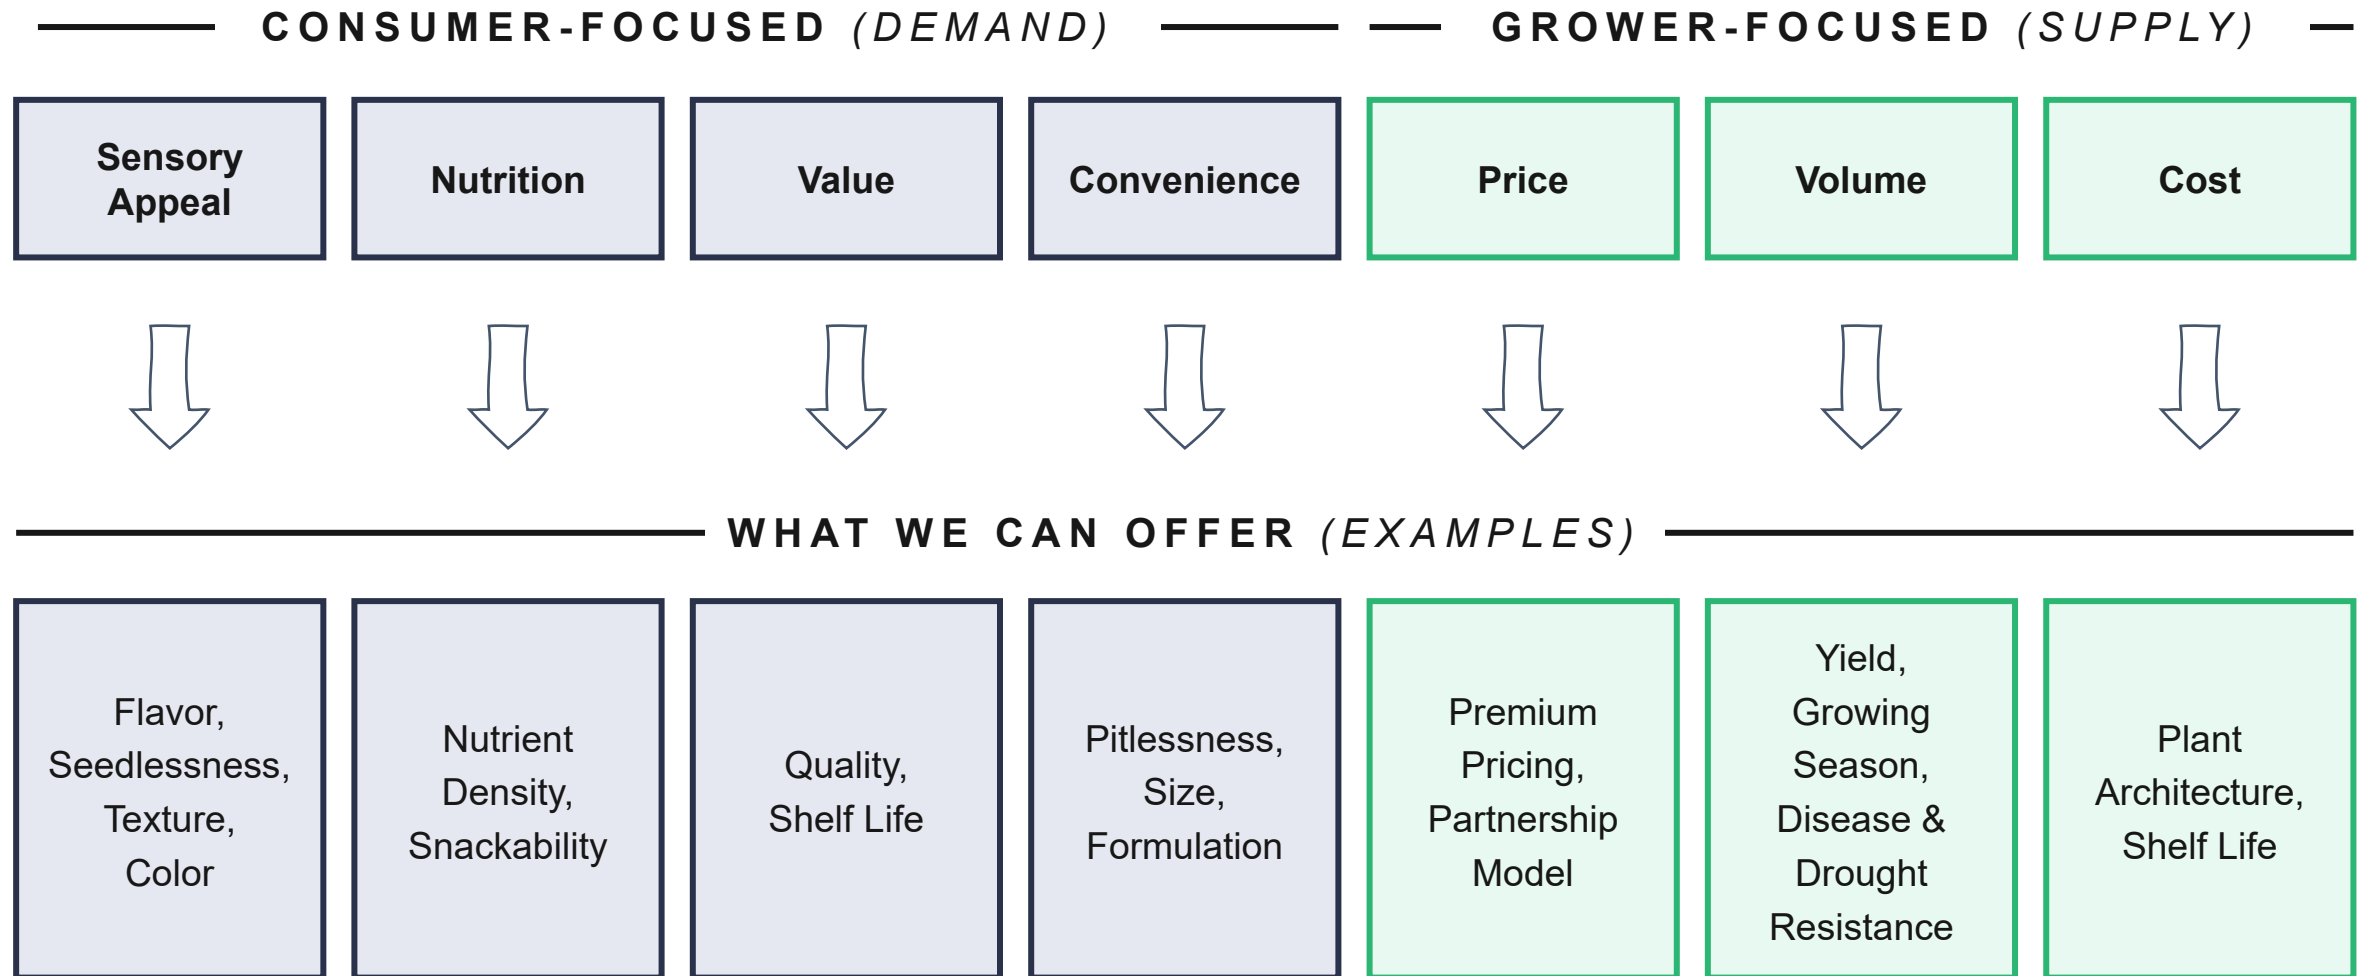 CONSUMER-FOCUSED (DEMAND)
GROWER-FOCUSED (SUPPLY)
Sensory
Appeal
Nutrition
Value
Convenience
Price
Volume
Cost
WHAT WE CAN OFFER (EXAMPLES)
Flavor,
Seedlessness,
Texture,
Color
Nutrient
Density,
Snackability
Quality,
Shelf Life
Pitlessness,
Size,
Formulation
Premium
Pricing,
Partnership
Model
Yield,
Growing
Season,
Disease &
Drought
Resistance
Plant
Architecture,
Shelf Life